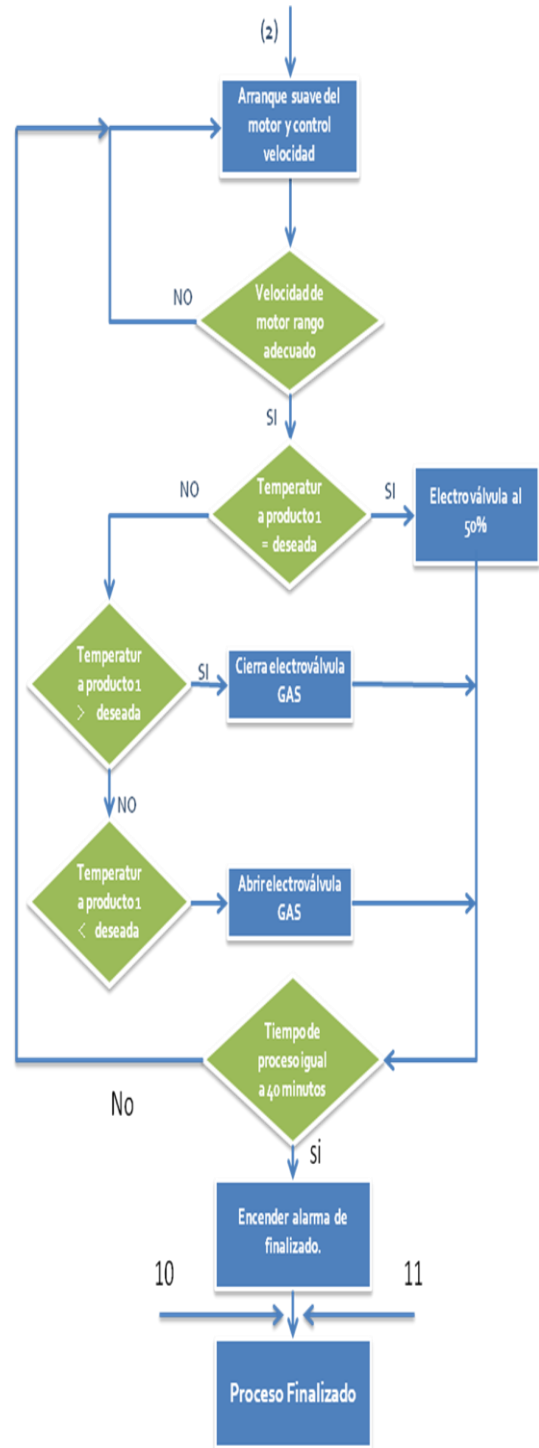 (2)
Arranque suave del
motor y control
velocidad
NO
Velocidad de
motor rango
adecuado
SI
NO
Temperatur
a producto 1
= deseada
SI
Electroválvula al
50%
Temperatur
a producto 1
> deseada
SI
Cierra electroválvula
GAS
NO
Temperatur
a producto 1
< deseada
Abrir electroválvula
GAS
Tiempo de
proceso igual
a 40 minutos
No
si
Encender alarma de
finalizado.
10
11
Proceso Finalizado